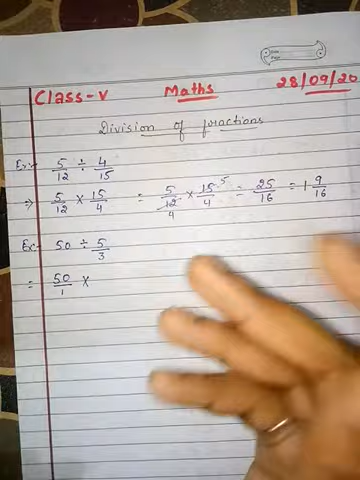 Class-V Maths 28/09/20
Division of fractions
Ex:- 5/12 ÷ 4/15
⇒ 5/12 × 15/4 = 5/12 4 × 15 5/4 = 25/16 = 1 9/16
Ex:- 50 ÷ 5/3
= 50/1 ×